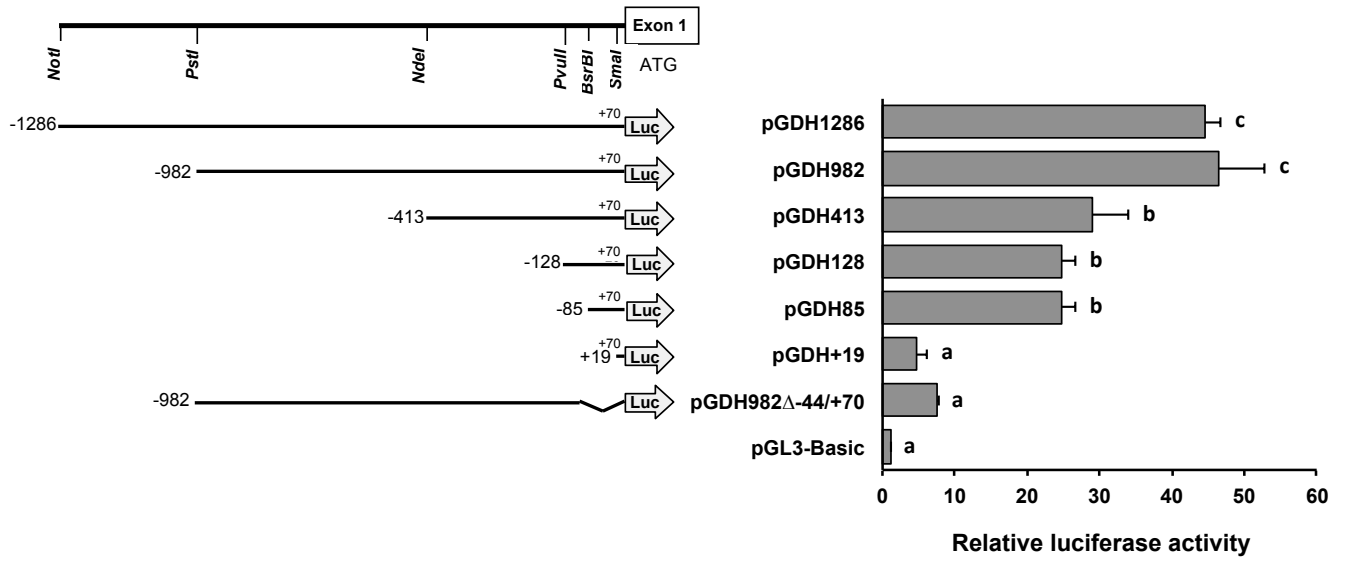 Exon 1
NotI
PstI
NdeI
PvuII
BsrBI
SmaI
ATG
-1286
+70
Luc
pGDH1286
c
-982
+70
Luc
pGDH982
c
-413
+70
Luc
pGDH413
b
-128
+70
Luc
pGDH128
b
-85
+70
Luc
pGDH85
b
+19
+70
Luc
pGDH+19
a
-982
Luc
pGDH982Δ-44/+70
a
pGL3-Basic
a
0 10 20 30 40 50 60
Relative luciferase activity